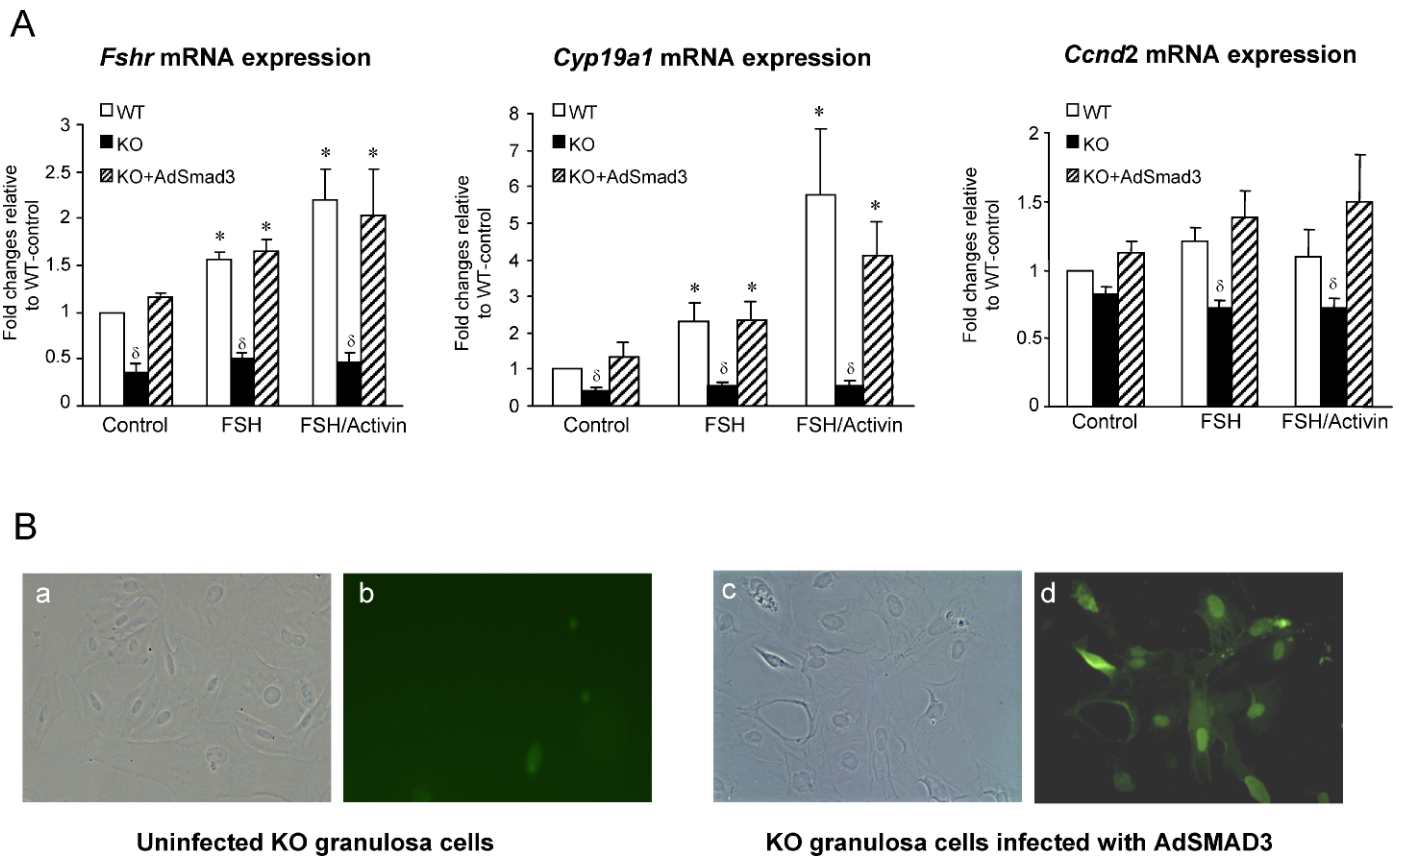 A
Fshr mRNA expression
WT
KO
KO+AdSmad3
Fold changes relative
to WT-control
3
2.5
2
1.5
1
0.5
0
*
*
*
*
δ
δ
δ
Control
FSH
FSH/Activin
Cyp19a1 mRNA expression
WT
KO
KO+AdSmad3
Fold changes relative
to WT-control
8
7
6
5
4
3
2
1
0
*
*
*
*
δ
δ
δ
Control
FSH
FSH/Activin
Ccnd2 mRNA expression
WT
KO
KO+AdSmad3
Fold changes relative
to WT-control
2
1.5
1
0.5
0
δ
δ
Control
FSH
FSH/Activin
B
a
b
c
d
Uninfected KO granulosa cells
KO granulosa cells infected with AdSMAD3